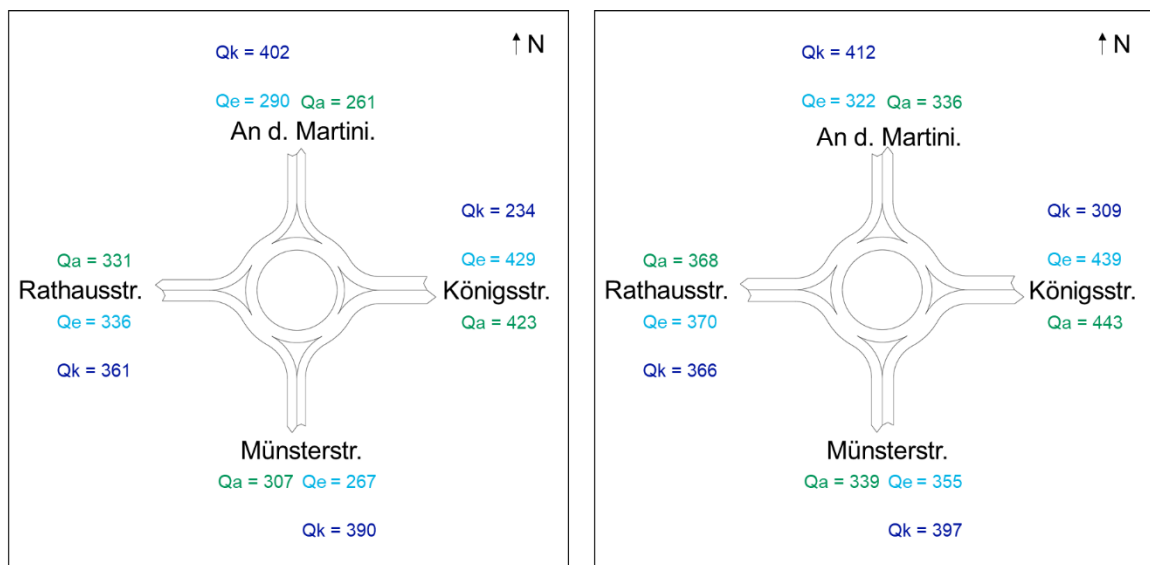 N
Qk = 402
Qe = 290 Qa = 261
An d. Martini.
Qk = 234
Qa = 331
Qe = 429
Rathausstr.
Königsstr.
Qe = 336
Qa = 423
Qk = 361
Münsterstr.
Qa = 307 Qe = 267
Qk = 390
N
Qk = 412
Qe = 322 Qa = 336
An d. Martini.
Qk = 309
Qa = 368
Qe = 439
Rathausstr.
Königsstr.
Qe = 370
Qa = 443
Qk = 366
Münsterstr.
Qa = 339 Qe = 355
Qk = 397